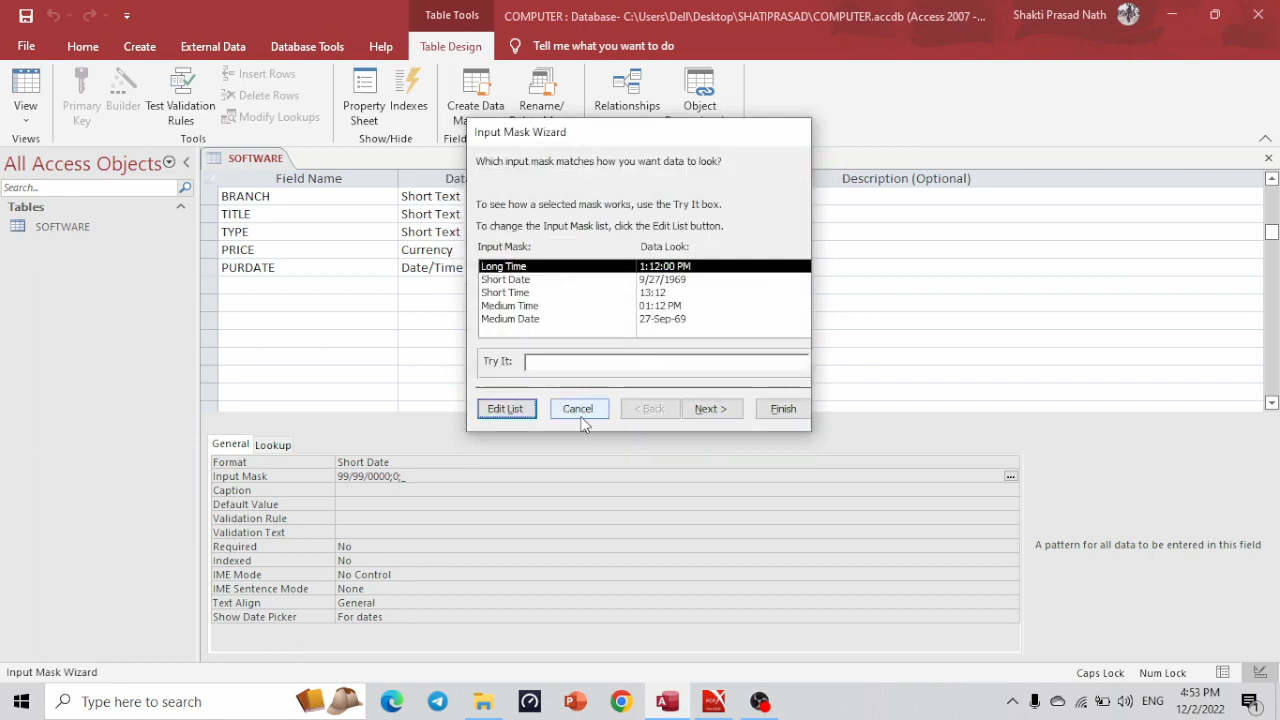 Table Tools
COMPUTER : Database- C:\Users\Dell\Desktop\SHATIPRASAD\COMPUTER.accdb (Access 2007 -...
Shakti Prasad Nath
File
Home
Create
External Data
Database Tools
Help
Table Design
Tell me what you want to do
View
Primary Key
Builder
Test Validation Rules
Insert Rows
Delete Rows
Modify Lookups
Property Sheet
Indexes
Create Data
Rename/
Relationships
Object
Views
Tools
Show/Hide
All Access Objects
Search...
Tables
SOFTWARE
SOFTWARE
Field Name
Description (Optional)
BRANCH Short Text
TITLE Short Text
TYPE Short Text
PRICE Currency
PURDATE Date/Time
Input Mask Wizard
Which input mask matches how you want data to look?
To see how a selected mask works, use the Try It box.
To change the Input Mask list, click the Edit List button.
Input Mask: Data Look:
Long Time 1:12:00 PM
Short Date 9/27/1969
Short Time 13:12
Medium Time 01:12 PM
Medium Date 27-Sep-69
Try It:
Edit List Cancel < Back Next > Finish
General Lookup
Format Short Date
Input Mask 99/99/0000;0;_
Caption
Default Value
Validation Rule
Validation Text
Required No
Indexed No
IME Mode No Control
IME Sentence Mode None
Text Align General
Show Date Picker For dates
A pattern for all data to be entered in this field
Input Mask Wizard
Caps Lock Num Lock
Type here to search
ENG
4:53 PM
12/2/2022